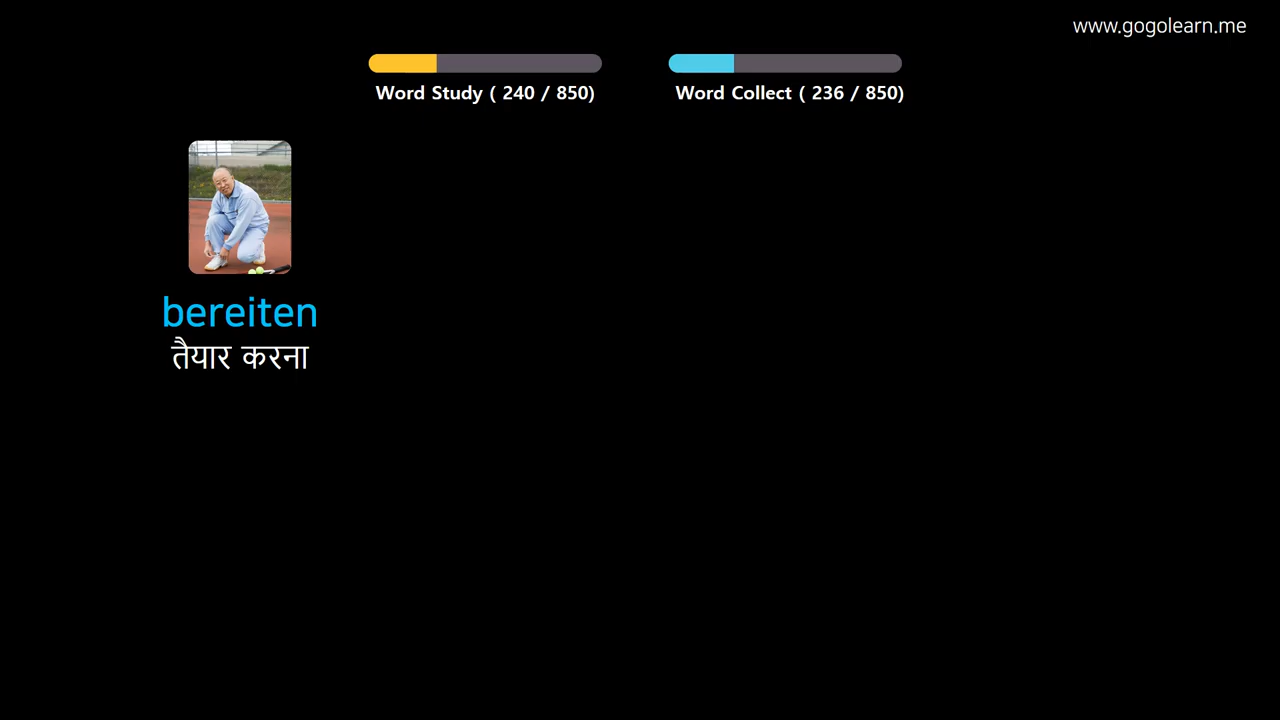 www.gogolearn.me
Word Study ( 240 / 850)
Word Collect ( 236 / 850)
bereiten
तैयार करना